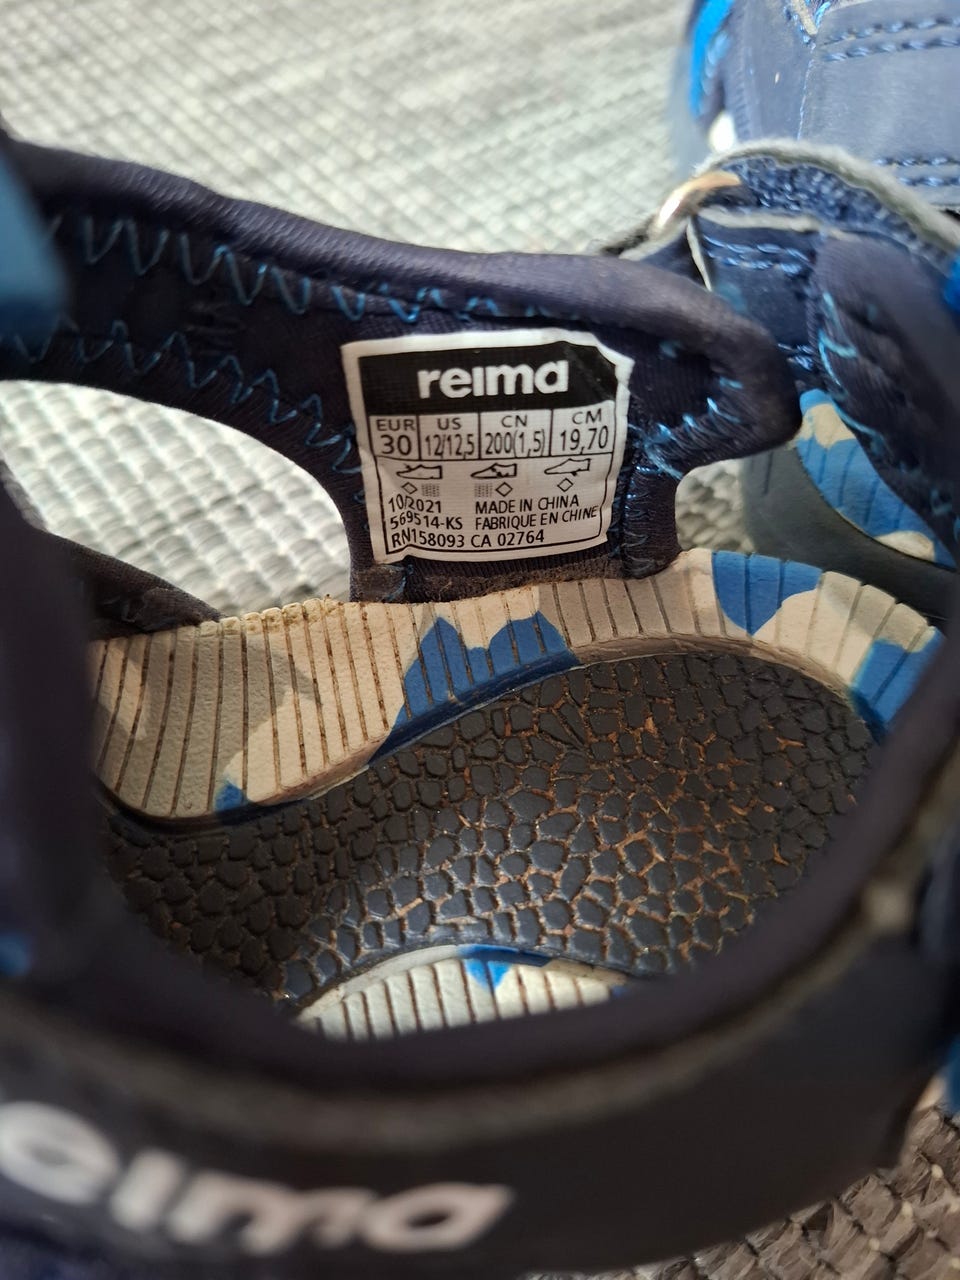 reima
EUR US CN CM
30 12/12,5 200(1,5) 19,70
10/2021 MADE IN CHINA
569514-KS FABRIQUE EN CHINE
RN158093 CA 02764
eima